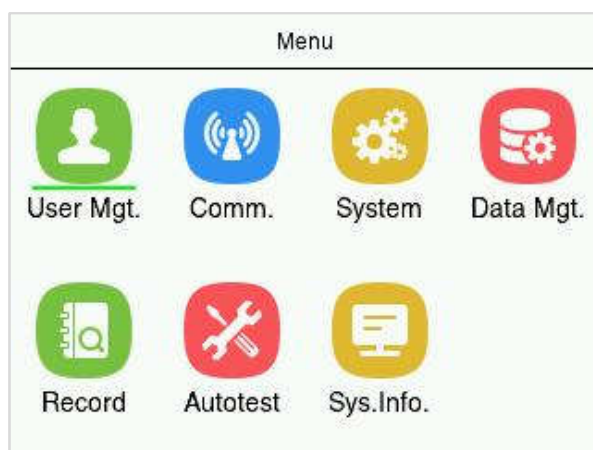 Menu
User Mgt. Comm. System Data Mgt.
Record Autotest Sys.Info.